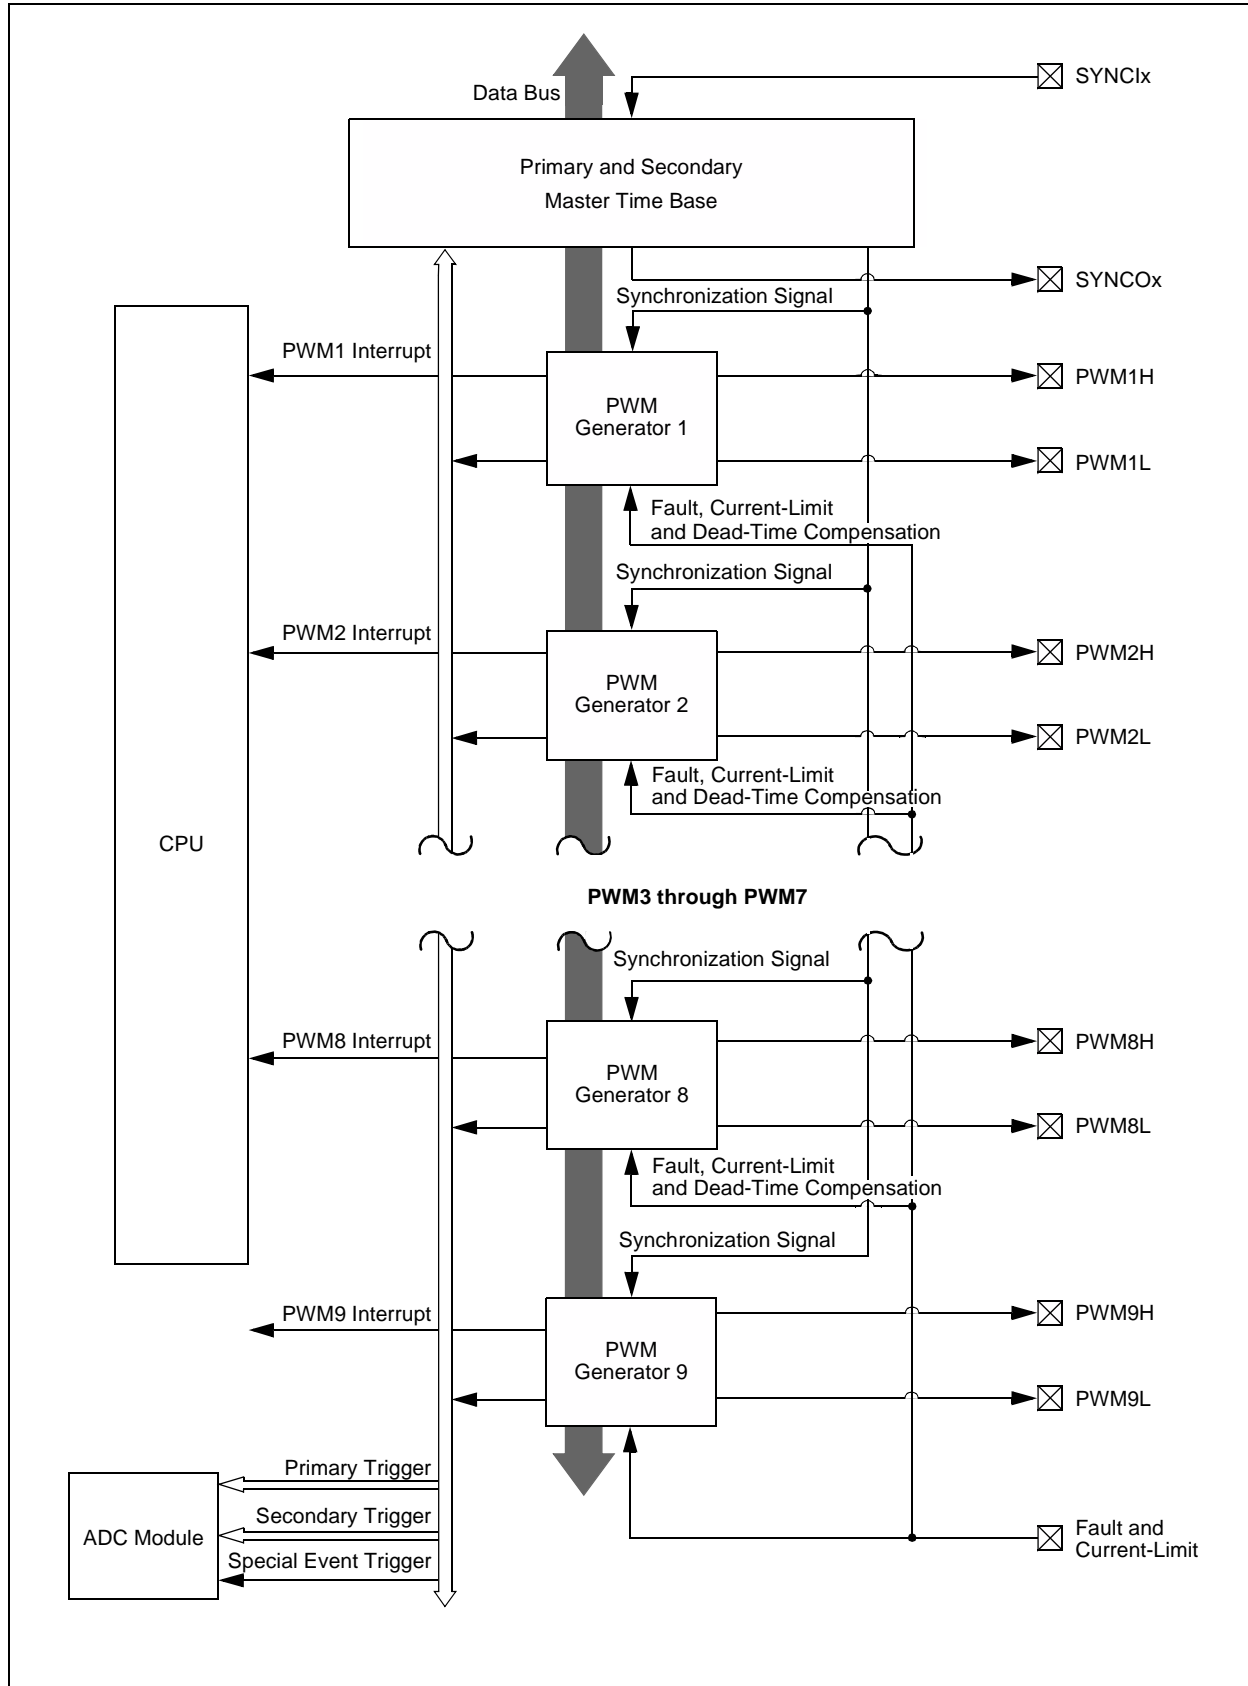 SYNCIx
Data Bus
Primary and Secondary
Master Time Base
SYNCOx
Synchronization Signal
PWM1 Interrupt
PWM1H
PWM
Generator 1
PWM1L
Fault, Current-Limit
and Dead-Time Compensation
Synchronization Signal
PWM2 Interrupt
PWM2H
PWM
Generator 2
PWM2L
Fault, Current-Limit
and Dead-Time Compensation
CPU
PWM3 through PWM7
Synchronization Signal
PWM8 Interrupt
PWM8H
PWM
Generator 8
PWM8L
Fault, Current-Limit
and Dead-Time Compensation
Synchronization Signal
PWM9 Interrupt
PWM9H
PWM
Generator 9
PWM9L
Primary Trigger
Secondary Trigger
ADC Module
Special Event Trigger
Fault and
Current-Limit